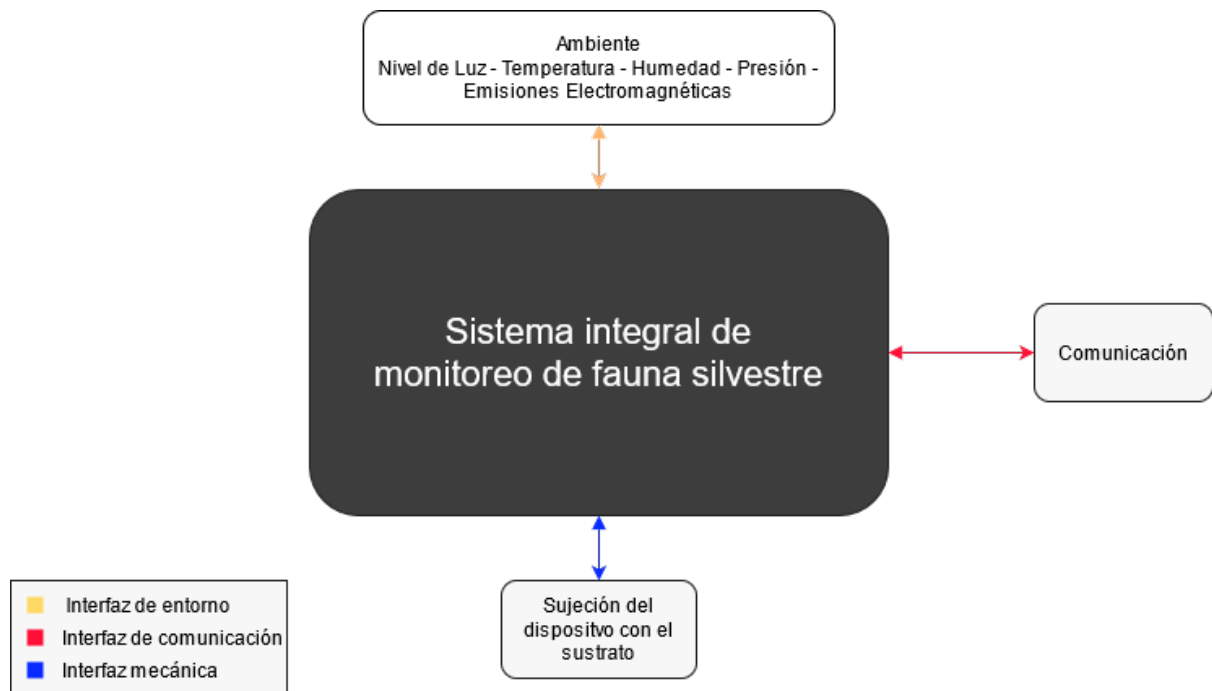 Ambiente
Nivel de Luz - Temperatura - Humedad - Presión -
Emisiones Electromagnéticas
Sistema integral de
monitoreo de fauna silvestre
Comunicación
Sujeción del
dispositvo con el
sustrato
Interfaz de entorno
Interfaz de comunicación
Interfaz mecánica